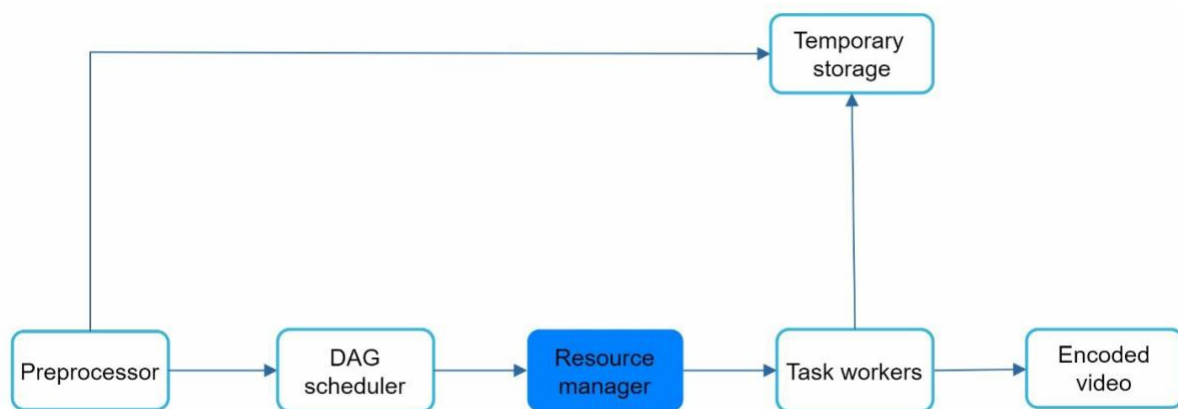 Temporary
storage
Preprocessor
DAG
scheduler
Resource
manager
Task workers
Encoded
video